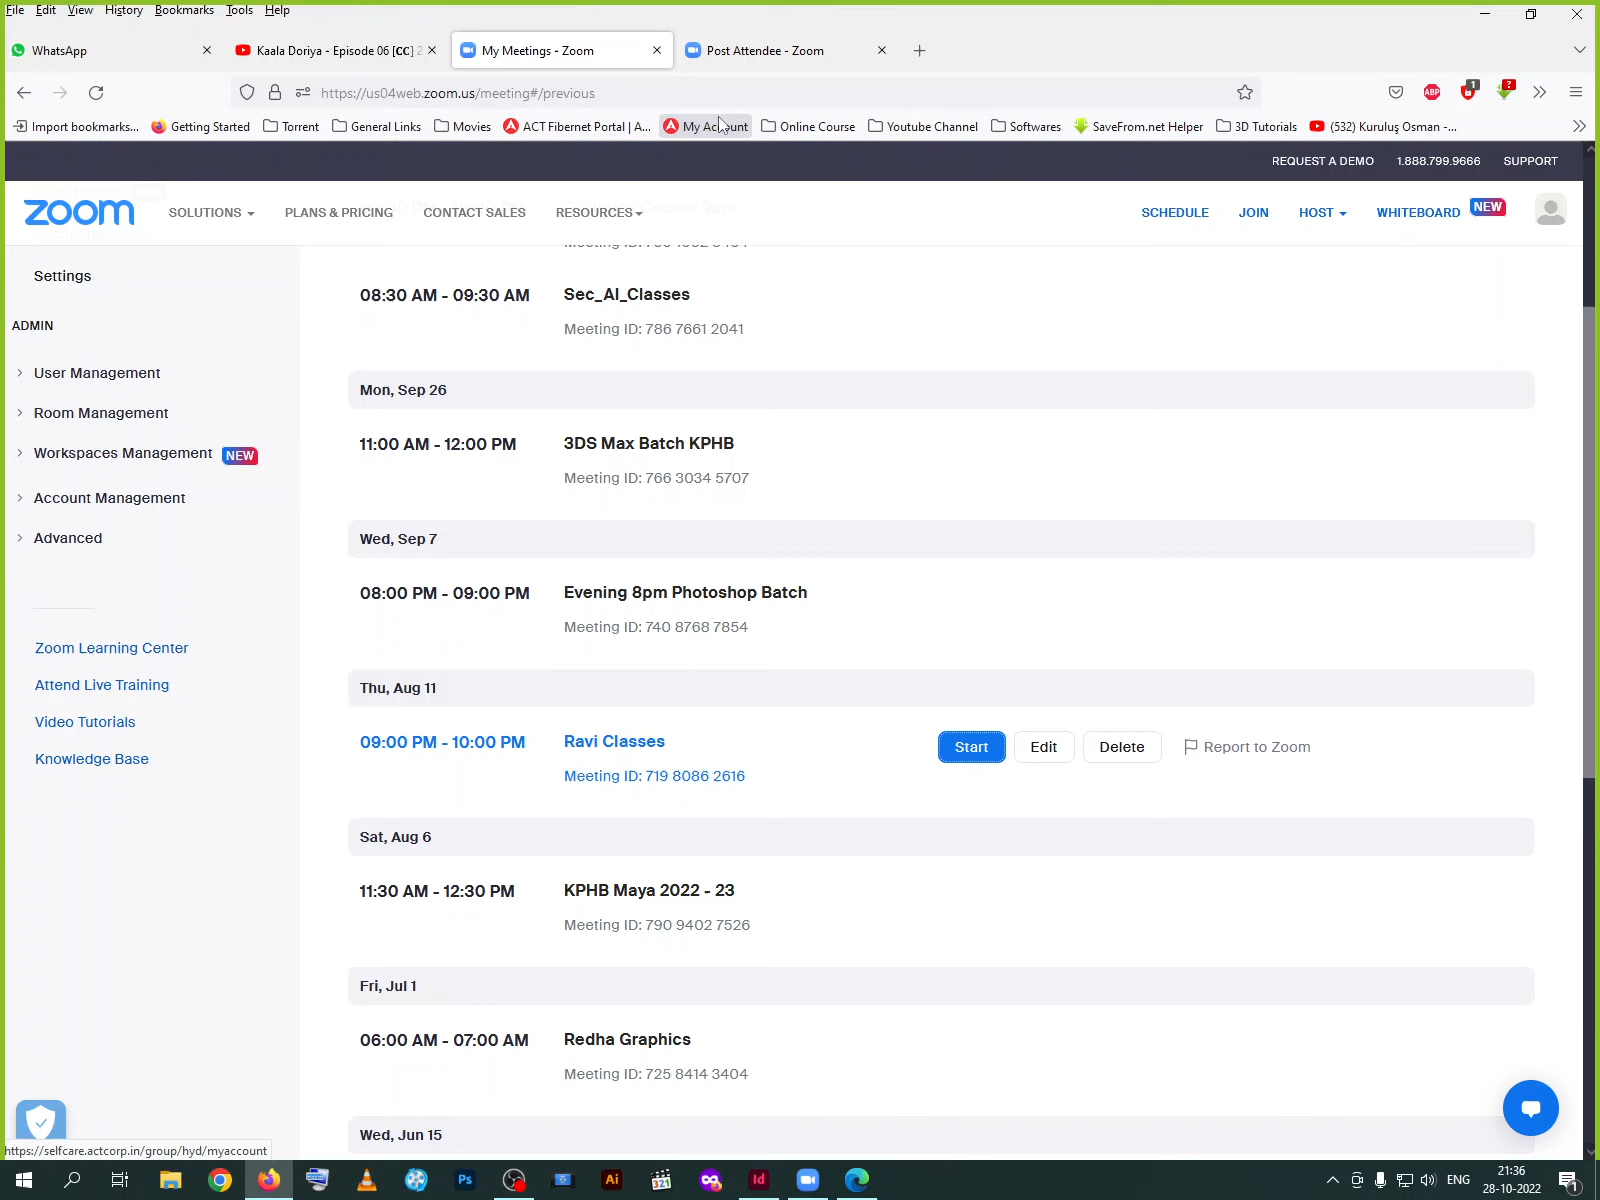 File Edit View History Bookmarks Tools Help
WhatsApp
Kaala Doriya - Episode 06 [CC] 2
My Meetings - Zoom
Post Attendee - Zoom
https://us04web.zoom.us/meeting#/previous
ABP
1
?
Import bookmarks... Getting Started Torrent General Links Movies ACT Fibernet Portal | A... My Account Online Course Youtube Channel Softwares SaveFrom.net Helper 3D Tutorials (532) Kuruluş Osman -...
REQUEST A DEMO 1.888.799.9666 SUPPORT
zoom SOLUTIONS PLANS & PRICING CONTACT SALES RESOURCES SCHEDULE JOIN HOST WHITEBOARD NEW
Settings
ADMIN
User Management
Room Management
Workspaces Management NEW
Account Management
Advanced
Zoom Learning Center
Attend Live Training
Video Tutorials
Knowledge Base
08:30 AM - 09:30 AM Sec_AI_Classes
Meeting ID: 786 7661 2041
Mon, Sep 26
11:00 AM - 12:00 PM 3DS Max Batch KPHB
Meeting ID: 766 3034 5707
Wed, Sep 7
08:00 PM - 09:00 PM Evening 8pm Photoshop Batch
Meeting ID: 740 8768 7854
Thu, Aug 11
09:00 PM - 10:00 PM Ravi Classes Start Edit Delete Report to Zoom
Meeting ID: 719 8086 2616
Sat, Aug 6
11:30 AM - 12:30 PM KPHB Maya 2022 - 23
Meeting ID: 790 9402 7526
Fri, Jul 1
06:00 AM - 07:00 AM Redha Graphics
Meeting ID: 725 8414 3404
Wed, Jun 15
https://selfcare.actcorp.in/group/hyd/myaccount
Ps Ai 321 Id
ENG
21:36
28-10-2022
1